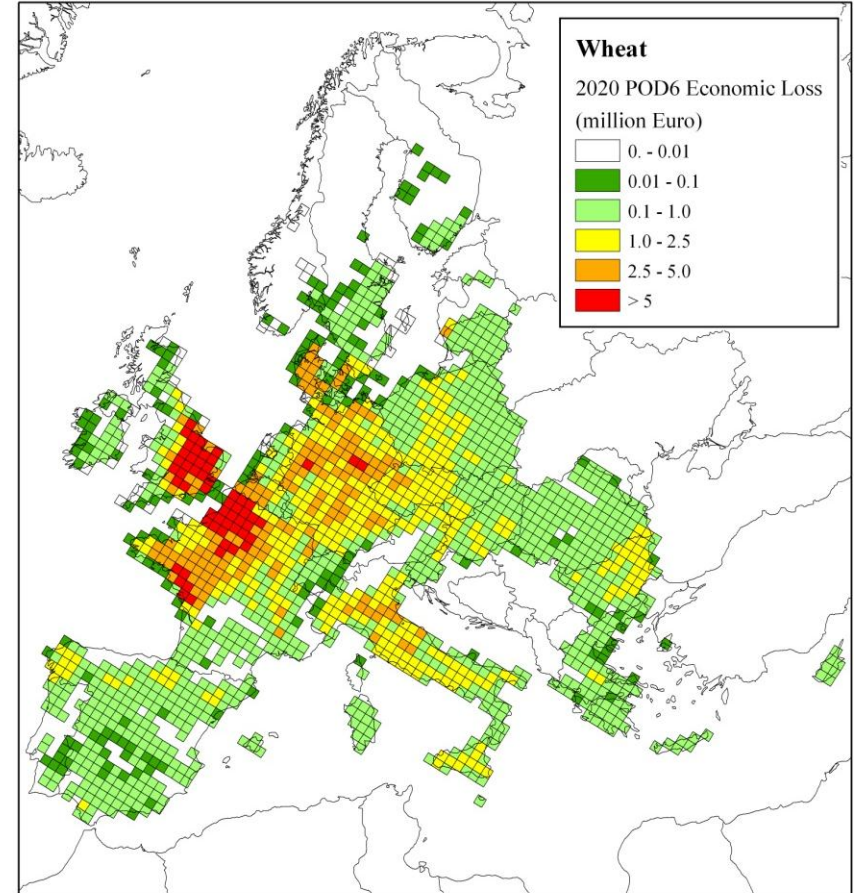 Wheat
2020 POD6 Economic Loss
(million Euro)
0. - 0.01
0.01 - 0.1
0.1 - 1.0
1.0 - 2.5
2.5 - 5.0
> 5